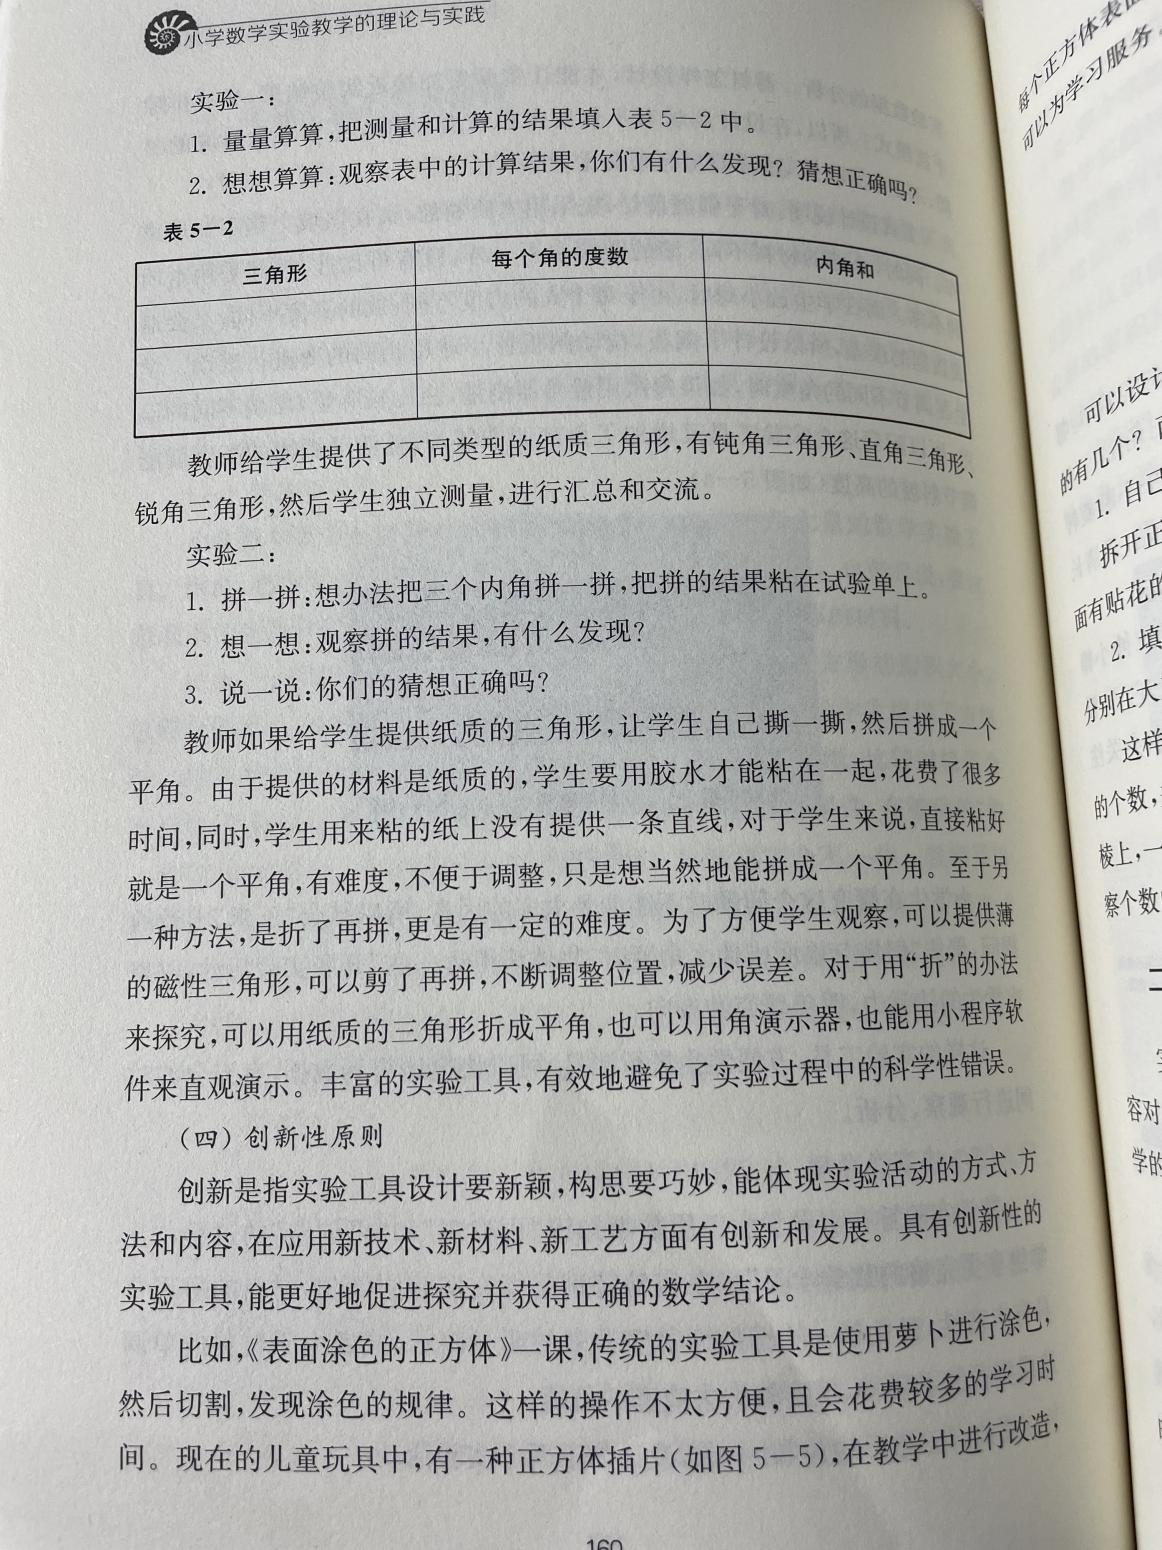 小学数学实验教学的理论与实践
实验一：
1. 量量算算，把测量和计算的结果填入表 5－2 中。
2. 想想算算：观察表中的计算结果，你们有什么发现？猜想正确吗？
表 5－2
三角形 每个角的度数 内角和
教师给学生提供了不同类型的纸质三角形，有钝角三角形、直角三角形、
锐角三角形，然后学生独立测量，进行汇总和交流。
实验二：
1. 拼一拼：想办法把三个内角拼一拼，把拼的结果粘在试验单上。
2. 想一想：观察拼的结果，有什么发现？
3. 说一说：你们的猜想正确吗？
教师如果给学生提供纸质的三角形，让学生自己撕一撕，然后拼成一个
平角。由于提供的材料是纸质的，学生要用胶水才能粘在一起，花费了很多
时间，同时，学生用来粘的纸上没有提供一条直线，对于学生来说，直接粘好
就是一个平角，有难度，不便于调整，只是想当然地能拼成一个平角。至于另
一种方法，是折了再拼，更是有一定的难度。为了方便学生观察，可以提供薄
的磁性三角形，可以剪了再拼，不断调整位置，减少误差。对于用“折”的办法
来探究，可以用纸质的三角形折成平角，也可以用角演示器，也能用小程序软
件来直观演示。丰富的实验工具，有效地避免了实验过程中的科学性错误。
（四）创新性原则
创新是指实验工具设计要新颖，构思要巧妙，能体现实验活动的方式、方
法和内容，在应用新技术、新材料、新工艺方面有创新和发展。具有创新性的
实验工具，能更好地促进探究并获得正确的数学结论。
比如，《表面涂色的正方体》一课，传统的实验工具是使用萝卜进行涂色，
然后切割，发现涂色的规律。这样的操作不太方便，且会花费较多的学习时
间。现在的儿童玩具中，有一种正方体插片（如图 5－5），在教学中进行改造，
160
每个正方体表
可以为学习服务
可以设计
的有几个？
1. 自己
拆开正
面有贴花的
2. 填
分别在大
这样
的个数，
棱上，一
察个数
容对
学的